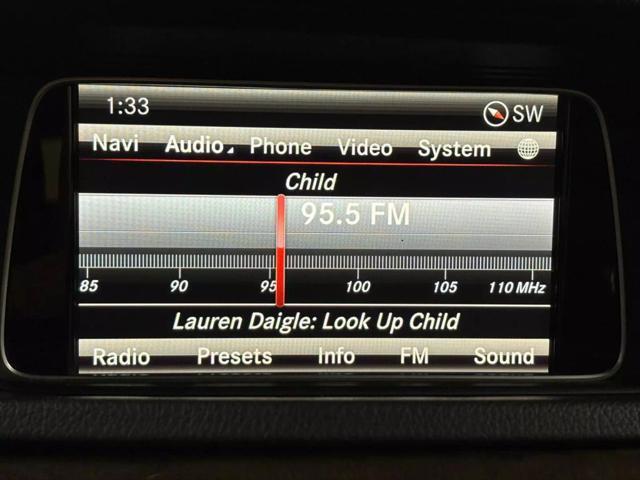 1:33 SW
Navi Audio Phone Video System
Child
95.5 FM
85 90 95 100 105 110 MHz
Lauren Daigle: Look Up Child
Radio Presets Info FM Sound